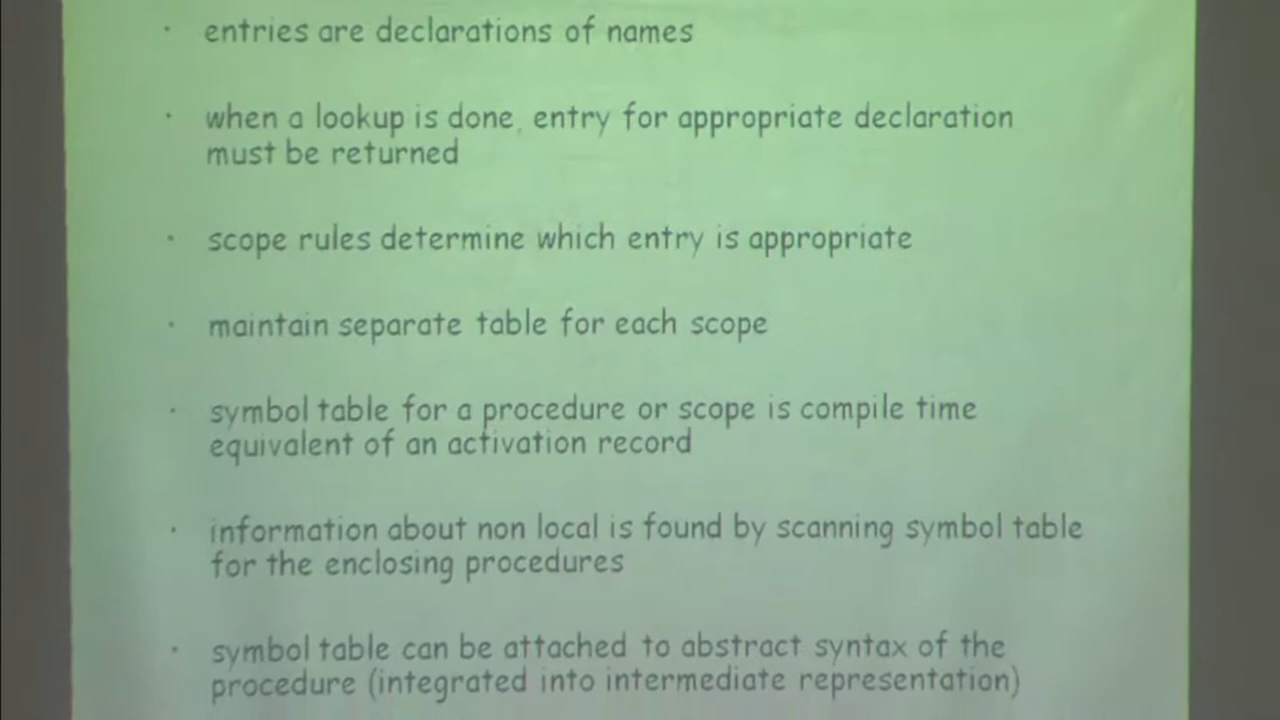 · entries are declarations of names
· when a lookup is done, entry for appropriate declaration
must be returned
· scope rules determine which entry is appropriate
· maintain separate table for each scope
· symbol table for a procedure or scope is compile time
equivalent of an activation record
· information about non local is found by scanning symbol table
for the enclosing procedures
· symbol table can be attached to abstract syntax of the
procedure (integrated into intermediate representation)